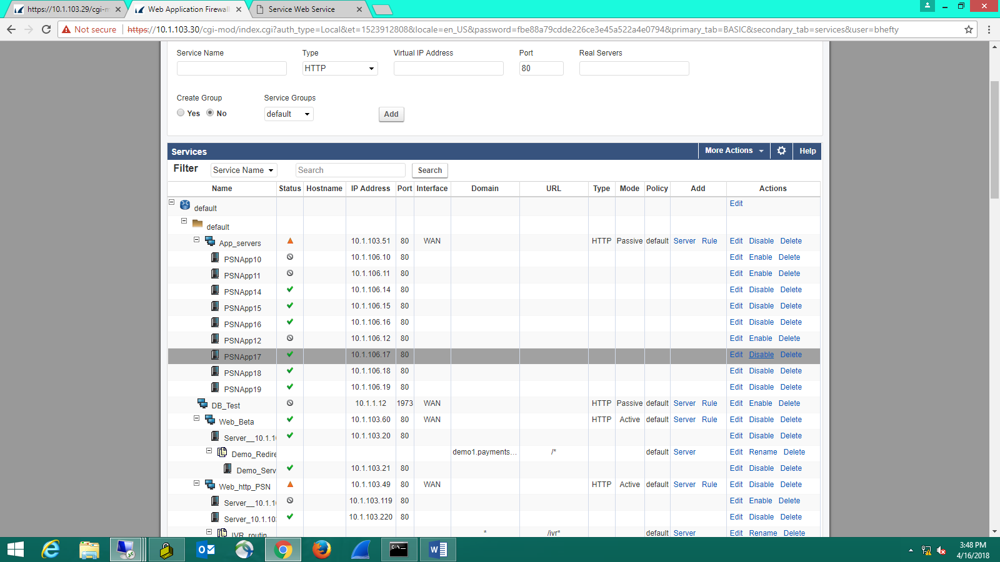 https://10.1.103.29/cgi-m
Web Application Firewall
Service Web Service
Not secure
https://10.1.103.30/cgi-mod/index.cgi?auth_type=Local&et=1523912808&locale=en_US&password=fbe88a79cdde226ce3e45a522a4e0794&primary_tab=BASIC&secondary_tab=services&user=bhefty
Service Name Type Virtual IP Address Port Real Servers
HTTP 80
Create Group Service Groups
Yes No default Add
Services More Actions Help
Filter Service Name Search Search
Name Status Hostname IP Address Port Interface Domain URL Type Mode Policy Add Actions
default Edit
default
App_servers 10.1.103.51 80 WAN HTTP Passive default Server Rule Edit Disable Delete
PSNApp10 10.1.106.10 80 Edit Enable Delete
PSNApp11 10.1.106.11 80 Edit Enable Delete
PSNApp14 10.1.106.14 80 Edit Disable Delete
PSNApp15 10.1.106.15 80 Edit Disable Delete
PSNApp16 10.1.106.16 80 Edit Disable Delete
PSNApp12 10.1.106.12 80 Edit Enable Delete
PSNApp17 10.1.106.17 80 Edit Disable Delete
PSNApp18 10.1.106.18 80 Edit Disable Delete
PSNApp19 10.1.106.19 80 Edit Disable Delete
DB_Test 10.1.1.12 1973 WAN HTTP Passive default Server Rule Edit Enable Delete
Web_Beta 10.1.103.60 80 WAN HTTP Active default Server Rule Edit Disable Delete
Server__10.1.10 10.1.103.20 80 Edit Disable Delete
Demo_Redire demo1.payments... /* default Server Edit Rename Delete
Demo_Serv 10.1.103.21 80 Edit Disable Delete
Web_http_PSN 10.1.103.49 80 WAN HTTP Active default Server Rule Edit Disable Delete
Server__10.1.10 10.1.103.119 80 Edit Enable Delete
Server_10.1.103 10.1.103.220 80 Edit Disable Delete
IVR_routin * /ivr* default Server Edit Rename Delete
3:48 PM
4/16/2018